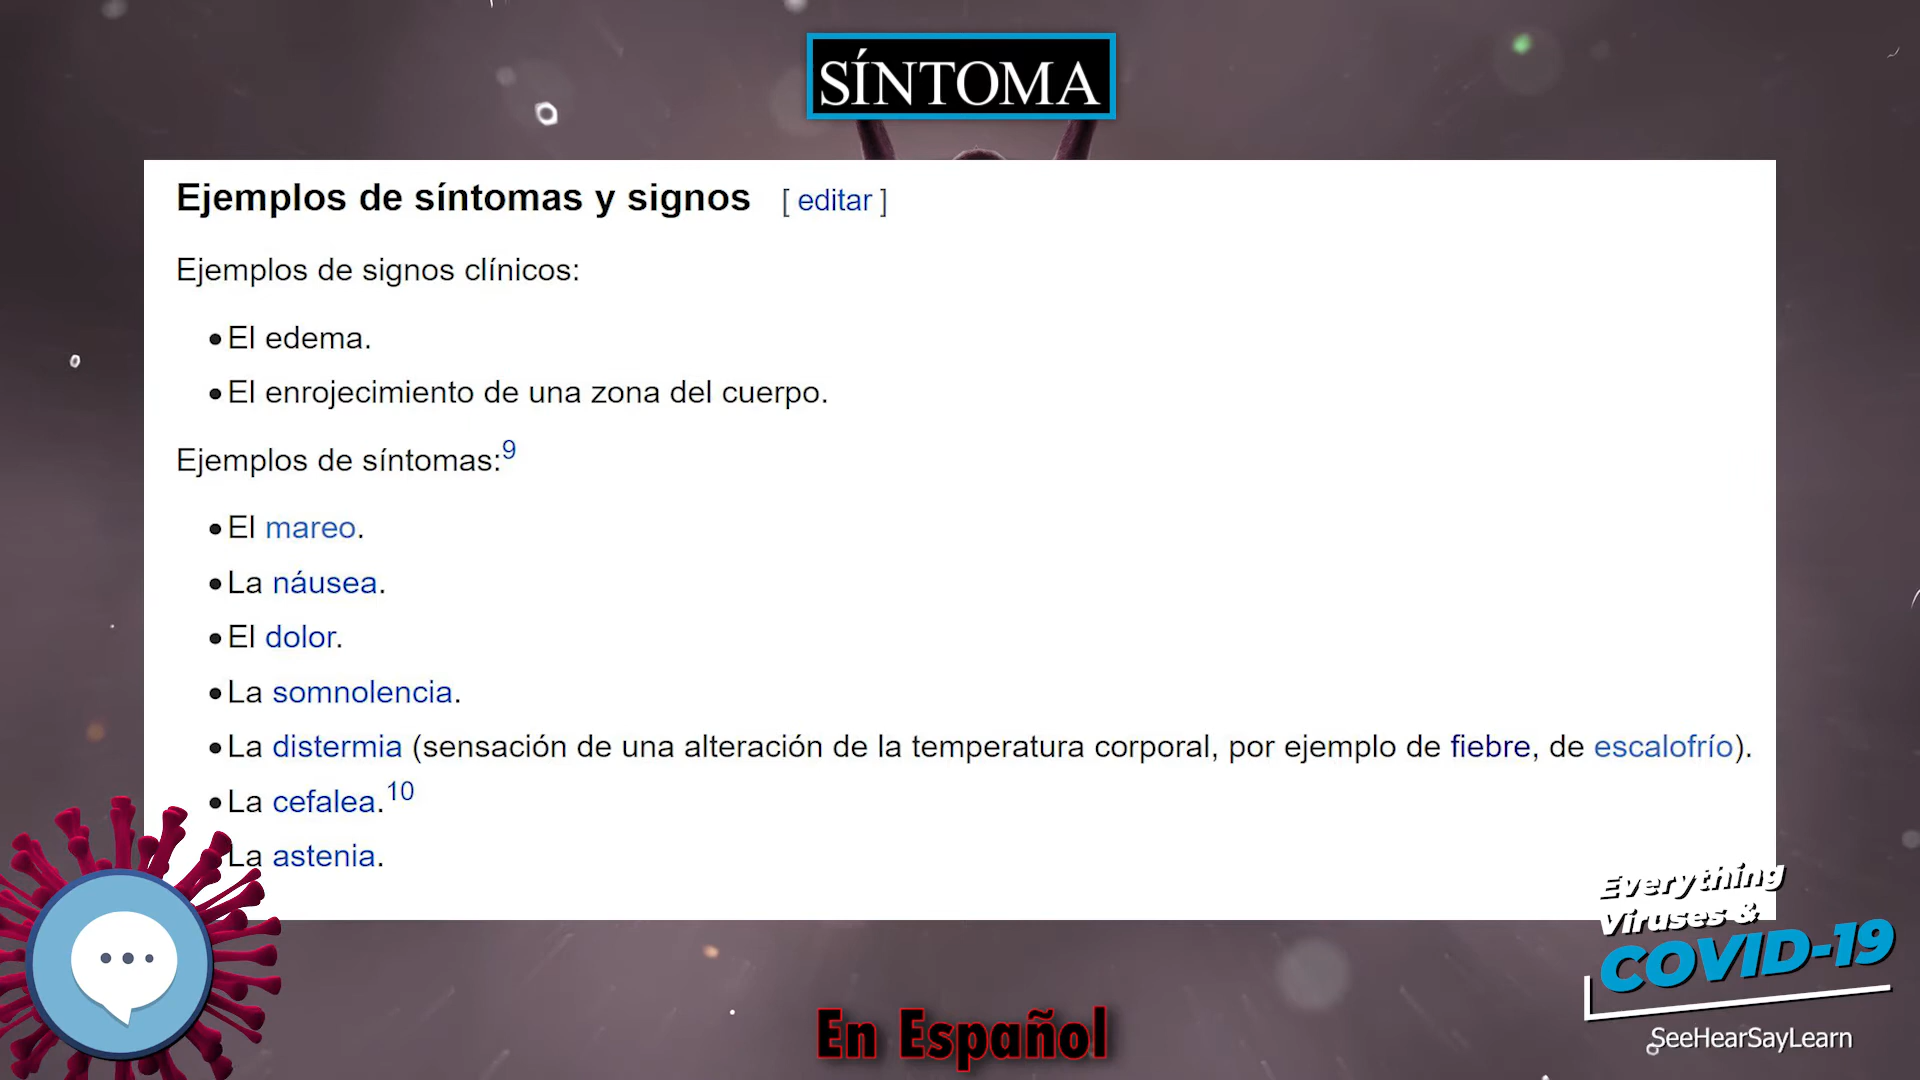 SÍNTOMA
Ejemplos de síntomas y signos [ editar ]
Ejemplos de signos clínicos:
• El edema.
• El enrojecimiento de una zona del cuerpo.
Ejemplos de síntomas:9
• El mareo.
• La náusea.
• El dolor.
• La somnolencia.
• La distermia (sensación de una alteración de la temperatura corporal, por ejemplo de fiebre, de escalofrío).
• La cefalea.10
La astenia.
Everything
Viruses &
COVID-19
SeeHearSayLearn
En Español